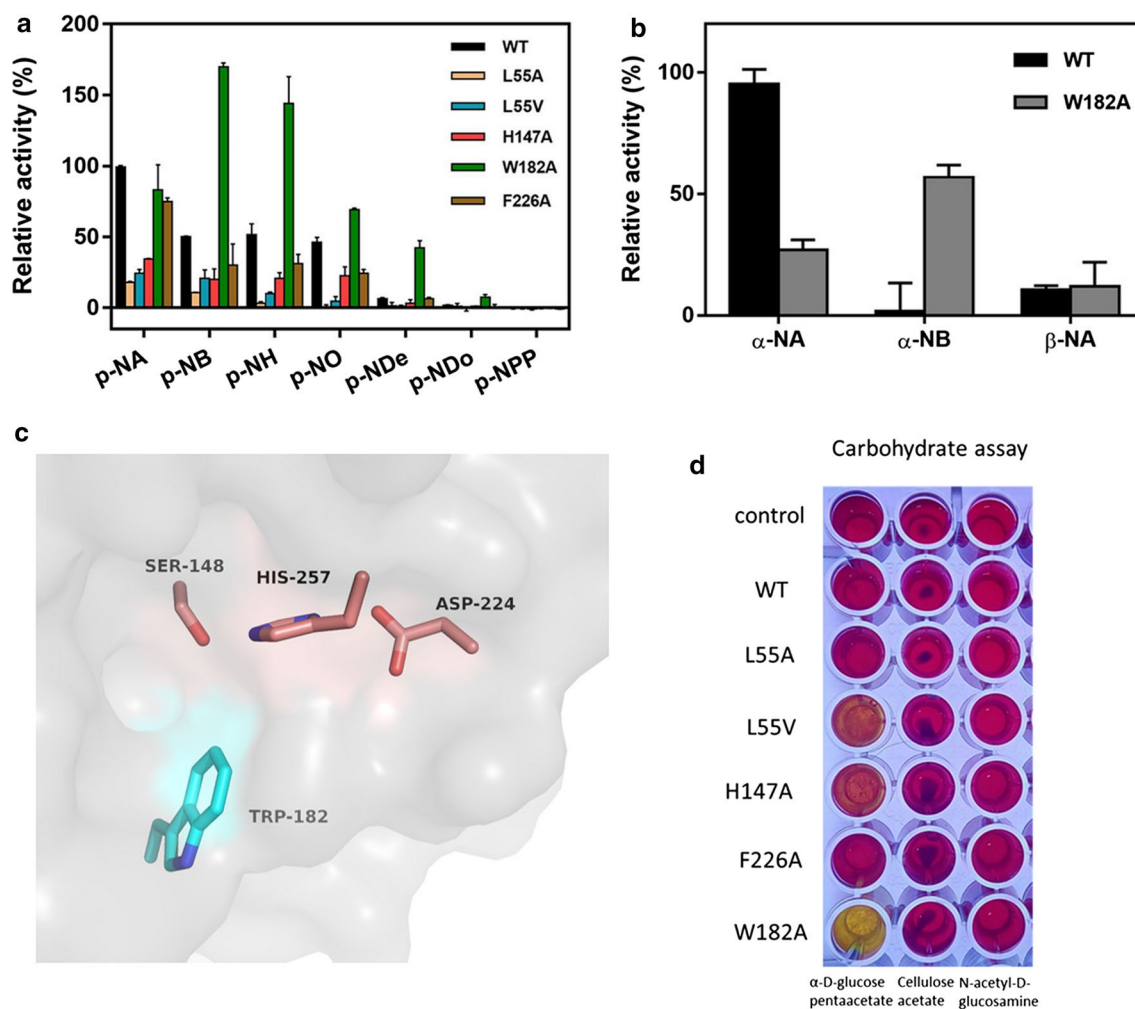 a
Relative activity (%)
200
150
100
50
0
WT
L55A
L55V
H147A
W182A
F226A
p-NA
p-NB
p-NH
p-NO
p-NDe
p-NDo
p-NPP
b
Relative activity (%)
100
50
0
WT
W182A
α-NA
α-NB
β-NA
c
SER-148
HIS-257
ASP-224
TRP-182
d
Carbohydrate assay
control
WT
L55A
L55V
H147A
F226A
W182A
α-D-glucose
pentaacetate
Cellulose
acetate
N-acetyl-D-
glucosamine